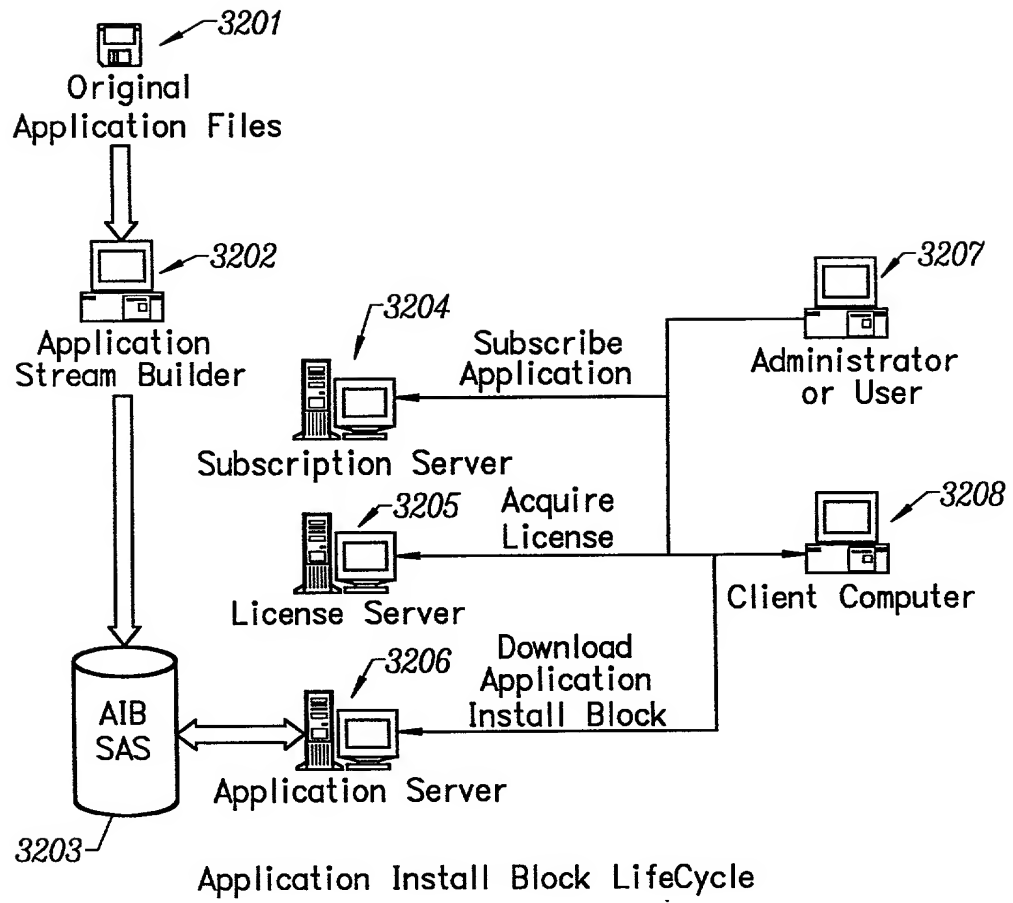 3201
Original
Application Files
3202
Application
Stream Builder
3204
Subscribe
Application
Subscription Server
3207
Administrator
or User
3205
Acquire
License
License Server
3208
Client Computer
AIB
SAS
3203
3206
Download
Application
Install Block
Application Server
Application Install Block LifeCycle